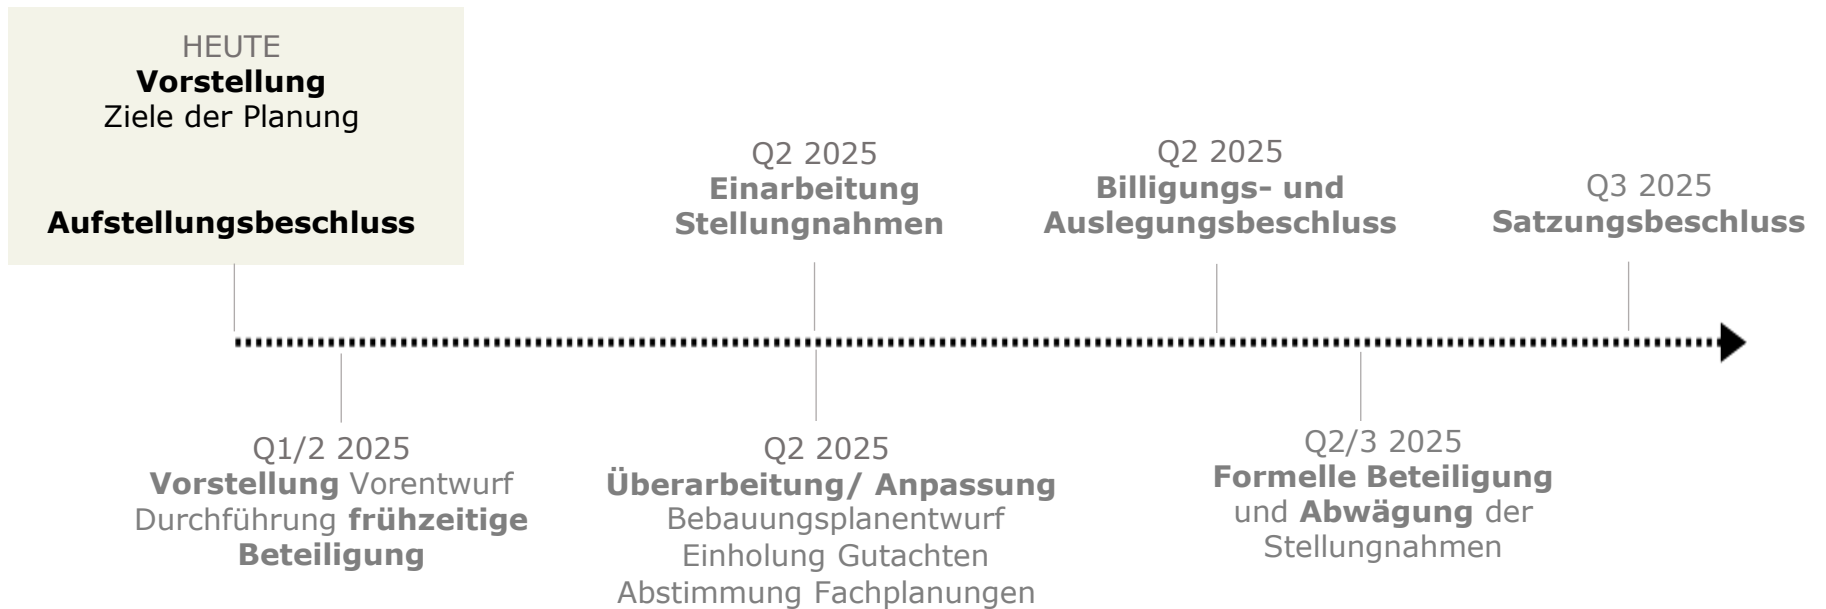 HEUTE
Vorstellung
Ziele der Planung
Aufstellungsbeschluss
Q2 2025
Einarbeitung
Stellungnahmen
Q2 2025
Billigungs- und
Auslegungsbeschluss
Q3 2025
Satzungsbeschluss
Q1/2 2025
Vorstellung Vorentwurf
Durchführung frühzeitige
Beteiligung
Q2 2025
Überarbeitung/ Anpassung
Bebauungsplanentwurf
Einholung Gutachten
Abstimmung Fachplanungen
Q2/3 2025
Formelle Beteiligung
und Abwägung der
Stellungnahmen